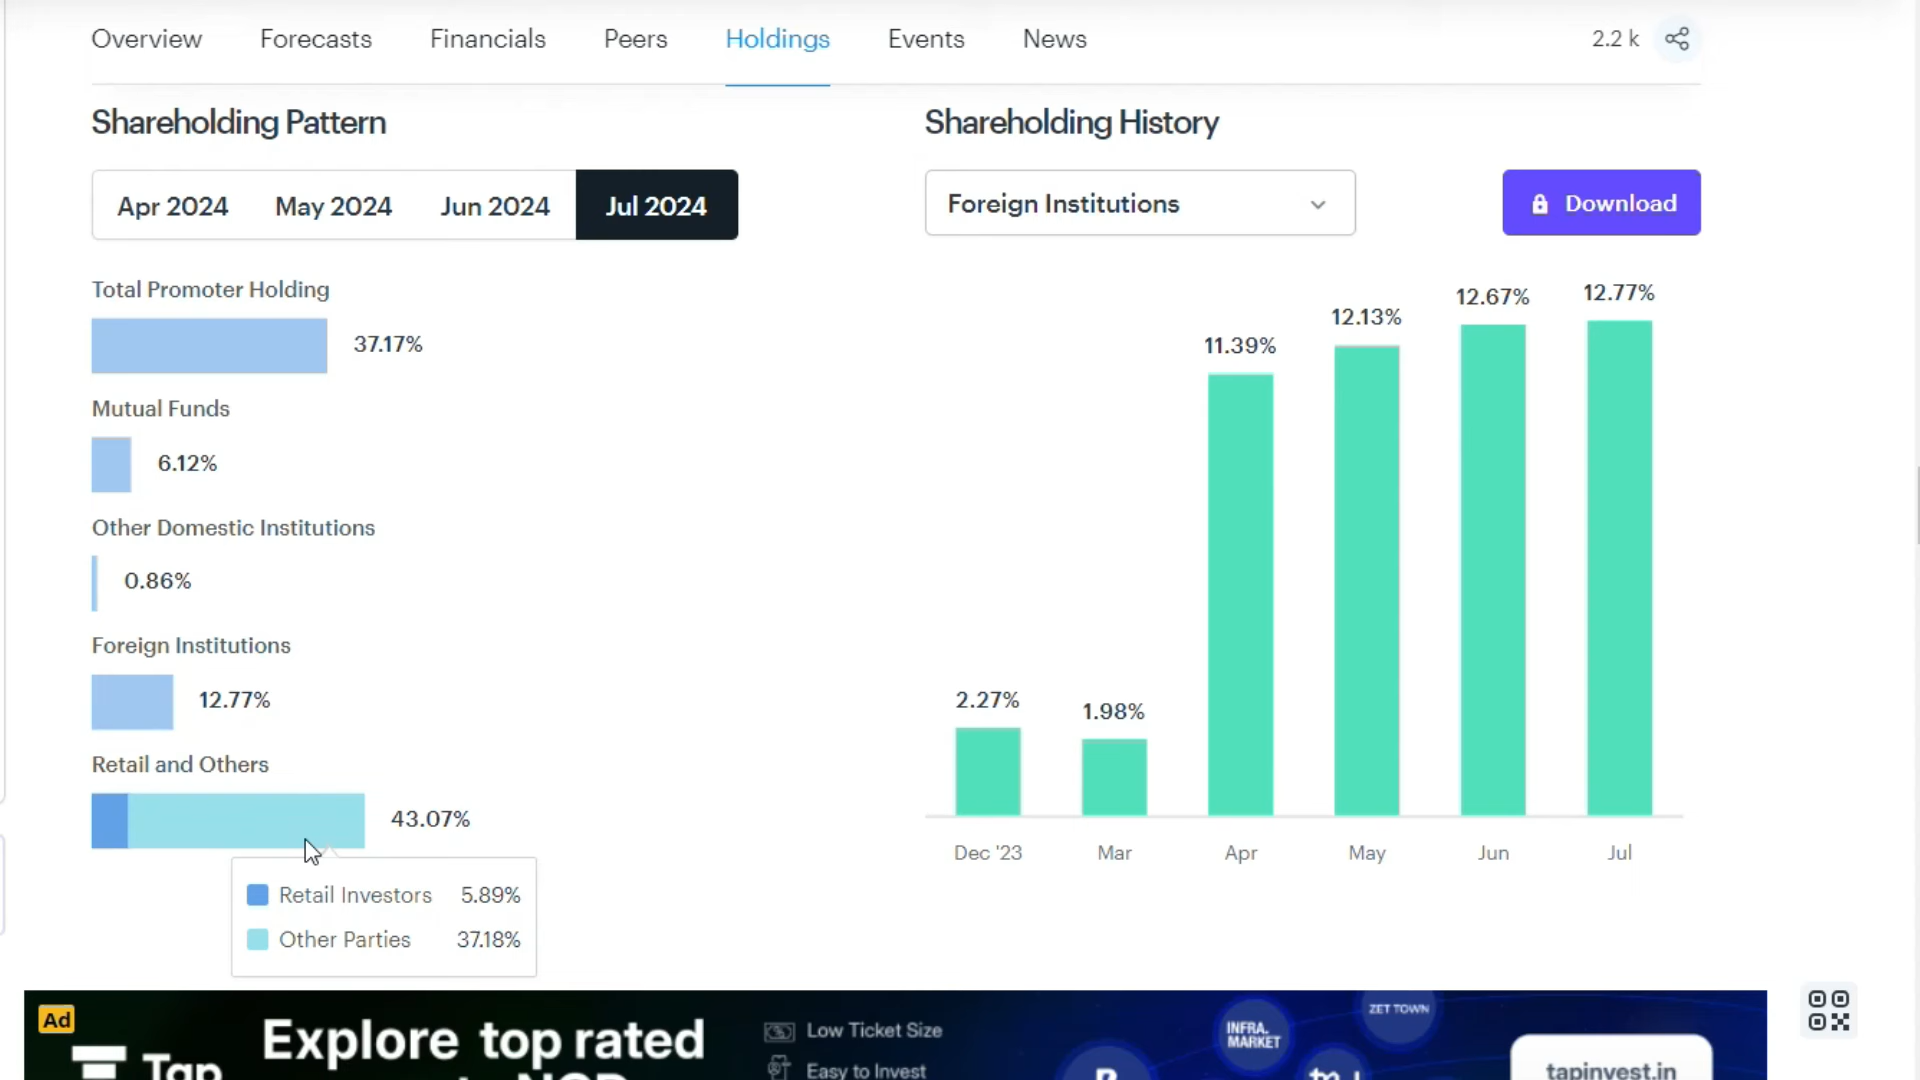 Overview Forecasts Financials Peers Holdings Events News 2.2 k
Shareholding Pattern
Apr 2024 May 2024 Jun 2024 Jul 2024
Total Promoter Holding
37.17%
Mutual Funds
6.12%
Other Domestic Institutions
0.86%
Foreign Institutions
12.77%
Retail and Others
43.07%
Retail Investors 5.89%
Other Parties 37.18%
Shareholding History
Foreign Institutions
Download
2.27% 1.98% 11.39% 12.13% 12.67% 12.77%
Dec '23 Mar Apr May Jun Jul
Ad
Tap
Explore top rated
Low Ticket Size
Easy to Invest
INFRA.
MARKET
ZET TOWN
tapinvest.in